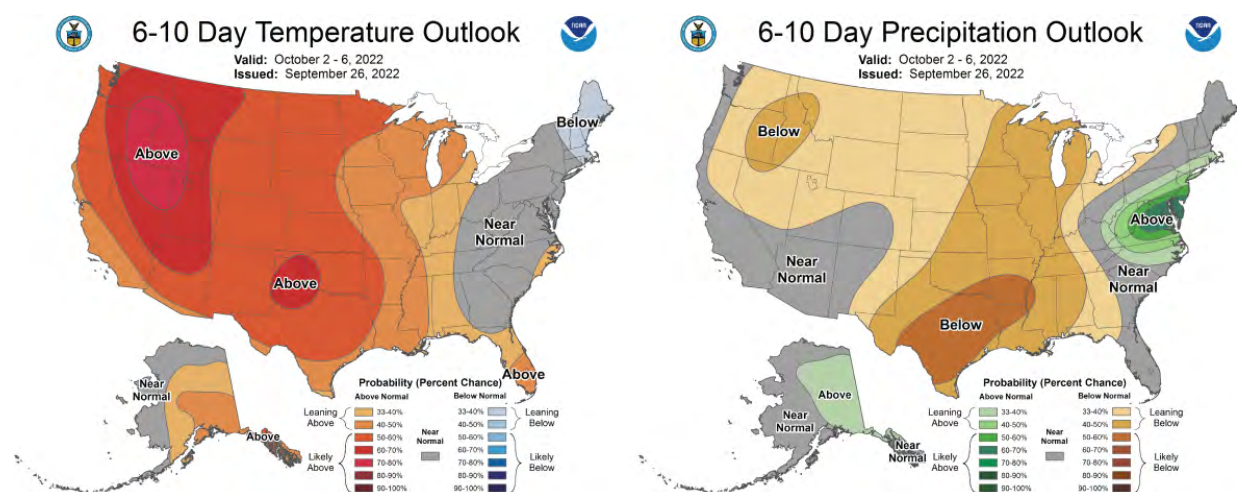 6-10 Day Temperature Outlook
Valid: October 2 - 6, 2022
Issued: September 26, 2022
Above
Below
Near
Normal
Above
Near
Normal
Above
Above
Probability (Percent Chance)
Above Normal
Below Normal
Leaning
Above
33-40%
40-50%
Likely
Above
50-60%
60-70%
70-80%
80-90%
90-100%
Near
Normal
33-40%
40-50%
Leaning
Below
50-60%
60-70%
70-80%
80-90%
90-100%
Likely
Below
6-10 Day Precipitation Outlook
NOAA
Valid: October 2 - 6, 2022
Issued: September 26, 2022
Below
Above
Near
Normal
Near
Normal
Below
Above
Near
Normal
Near
Normal
Probability (Percent Chance)
Above Normal
Below Normal
Leaning
Above
33-40%
40-50%
Likely
Above
50-60%
60-70%
70-80%
80-90%
90-100%
Near
Normal
33-40%
40-50%
Leaning
Below
50-60%
60-70%
70-80%
80-90%
90-100%
Likely
Below